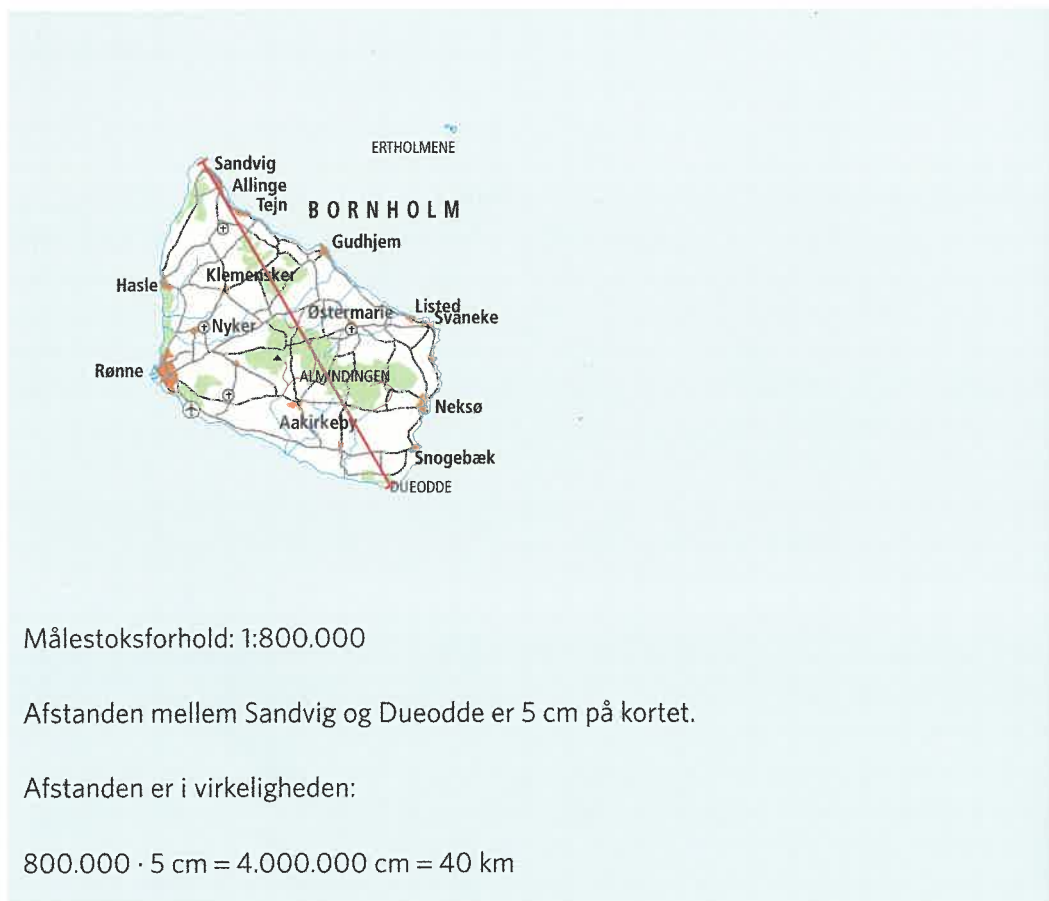 ERTHOLMENE
Sandvig
Allinge
Tejn
BORNHOLM
Gudhjem
Klemensker
Hasle
Listed
Østermarie
Svaneke
Nyker
Rønne
ALMINDINGEN
Neksø
Aakirkeby
Snogebæk
DUEODDE
Målestoksforhold: 1:800.000
Afstanden mellem Sandvig og Dueodde er 5 cm på kortet.
Afstanden er i virkeligheden:
800.000 · 5 cm = 4.000.000 cm = 40 km